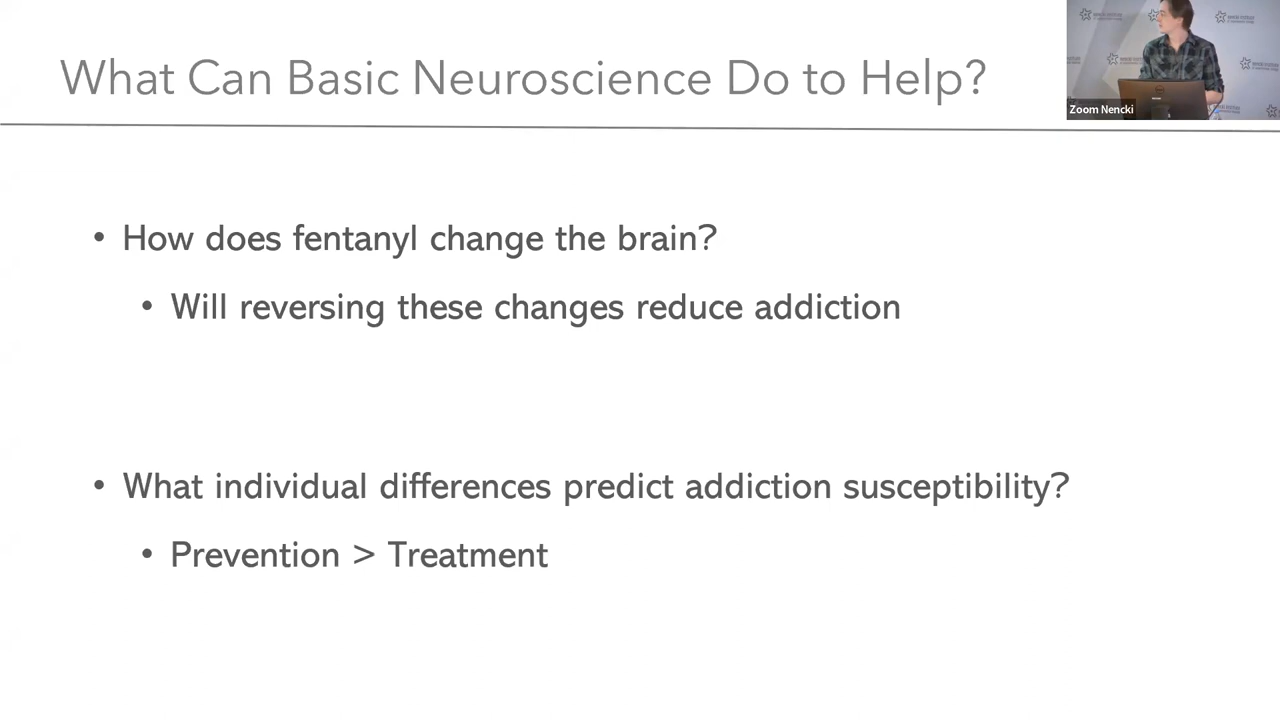 What Can Basic Neuroscience Do to Help?
Zoom Nencki
• How does fentanyl change the brain?
• Will reversing these changes reduce addiction
• What individual differences predict addiction susceptibility?
• Prevention > Treatment